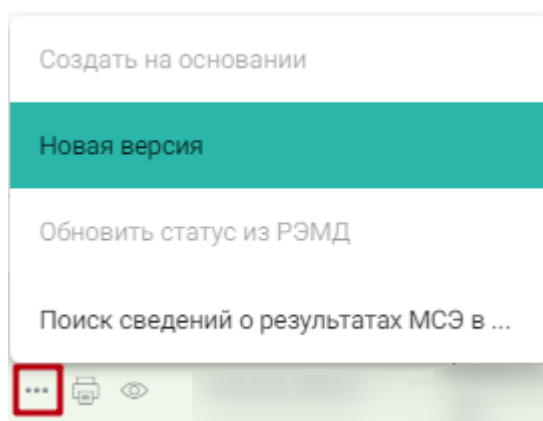 Создать на основании
Новая версия
Обновить статус из РЭМД
Поиск сведений о результатах МСЭ в ...